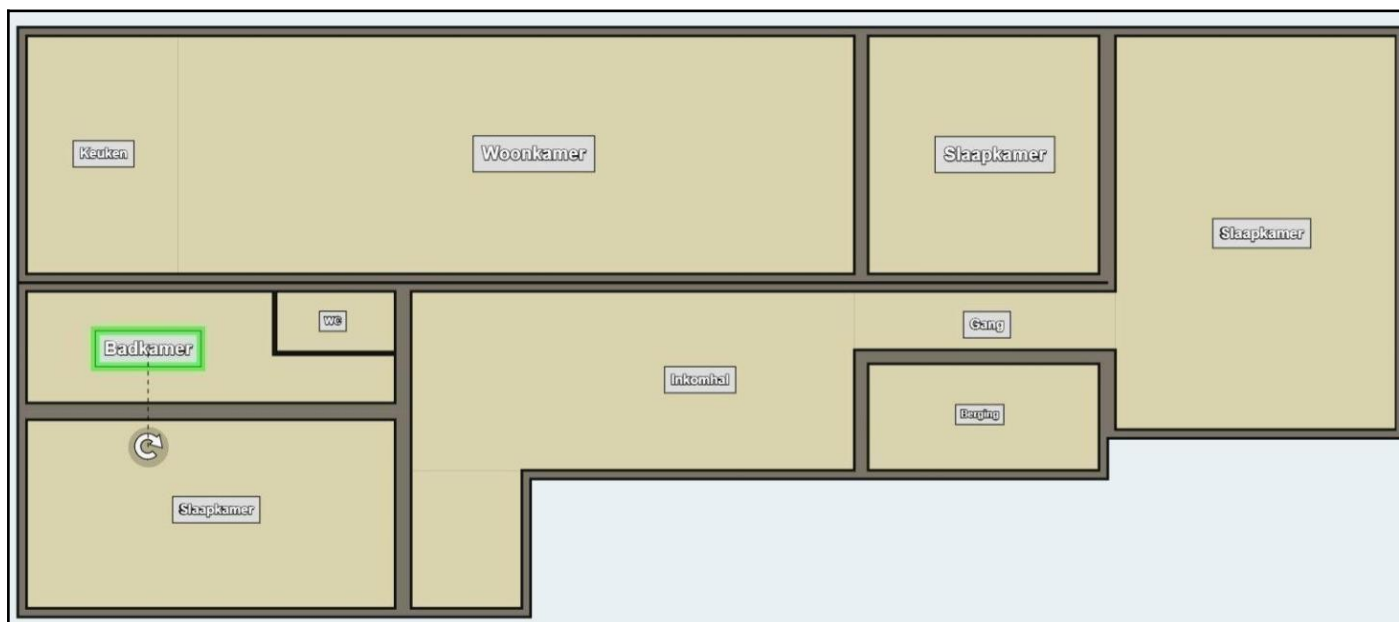 Keuken
Woonkamer
Slaapkamer
Slaapkamer
WC
Badkamer
Gang
Inkomhal
Berging
Slaapkamer